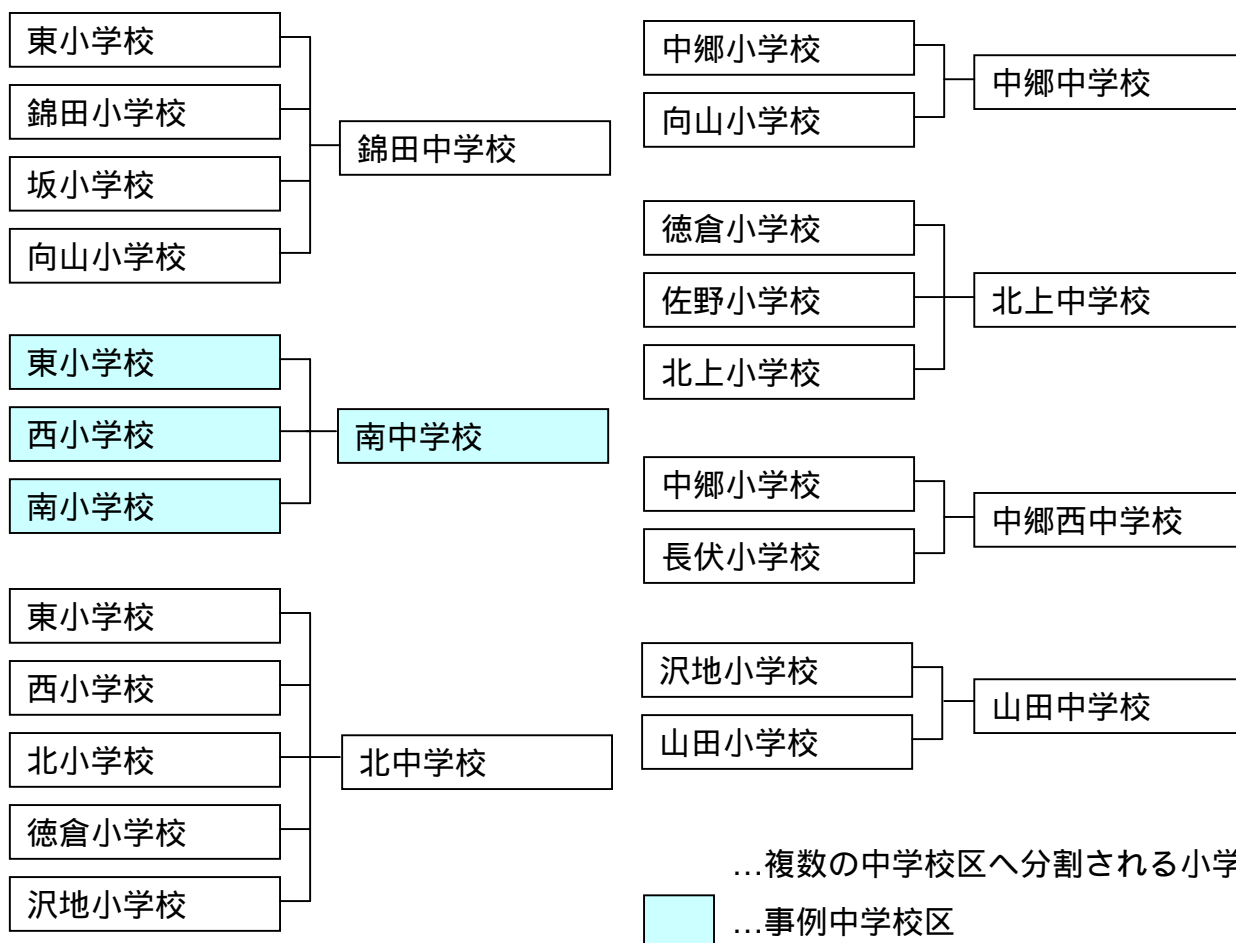 東小学校
錦田小学校
坂小学校
向山小学校
錦田中学校
東小学校
西小学校
南小学校
南中学校
東小学校
西小学校
北小学校
徳倉小学校
沢地小学校
北中学校
中郷小学校
向山小学校
中郷中学校
徳倉小学校
佐野小学校
北上小学校
北上中学校
中郷小学校
長伏小学校
中郷西中学校
沢地小学校
山田小学校
山田中学校
…複数の中学校区へ分割される小学
…事例中学校区